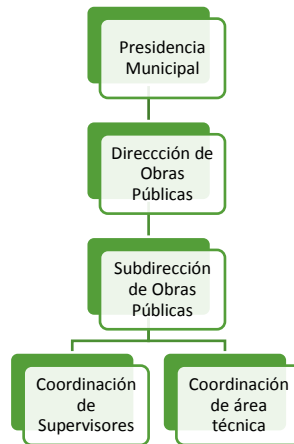 Presidencia
Municipal
Direccción de
Obras
Públicas
Subdirección
de Obras
Públicas
Coordinación
de
Supervisores
Coordinación
de área
técnica